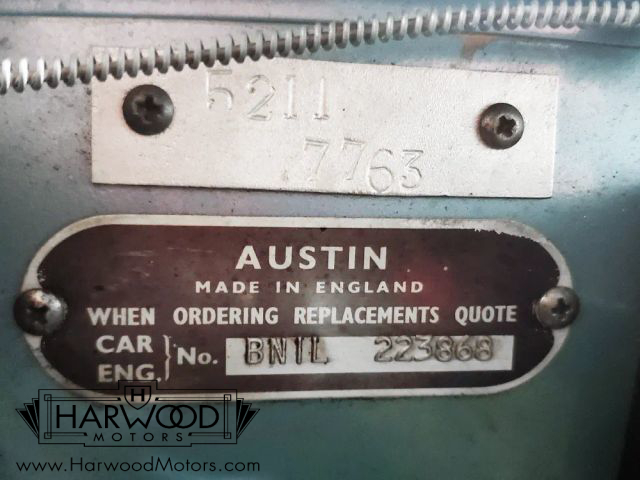 5211
7763
AUSTIN
MADE IN ENGLAND
WHEN ORDERING REPLACEMENTS QUOTE
CAR
ENG. } No. BN1L 223868
H
HARWOOD
MOTORS
www.HarwoodMotors.com